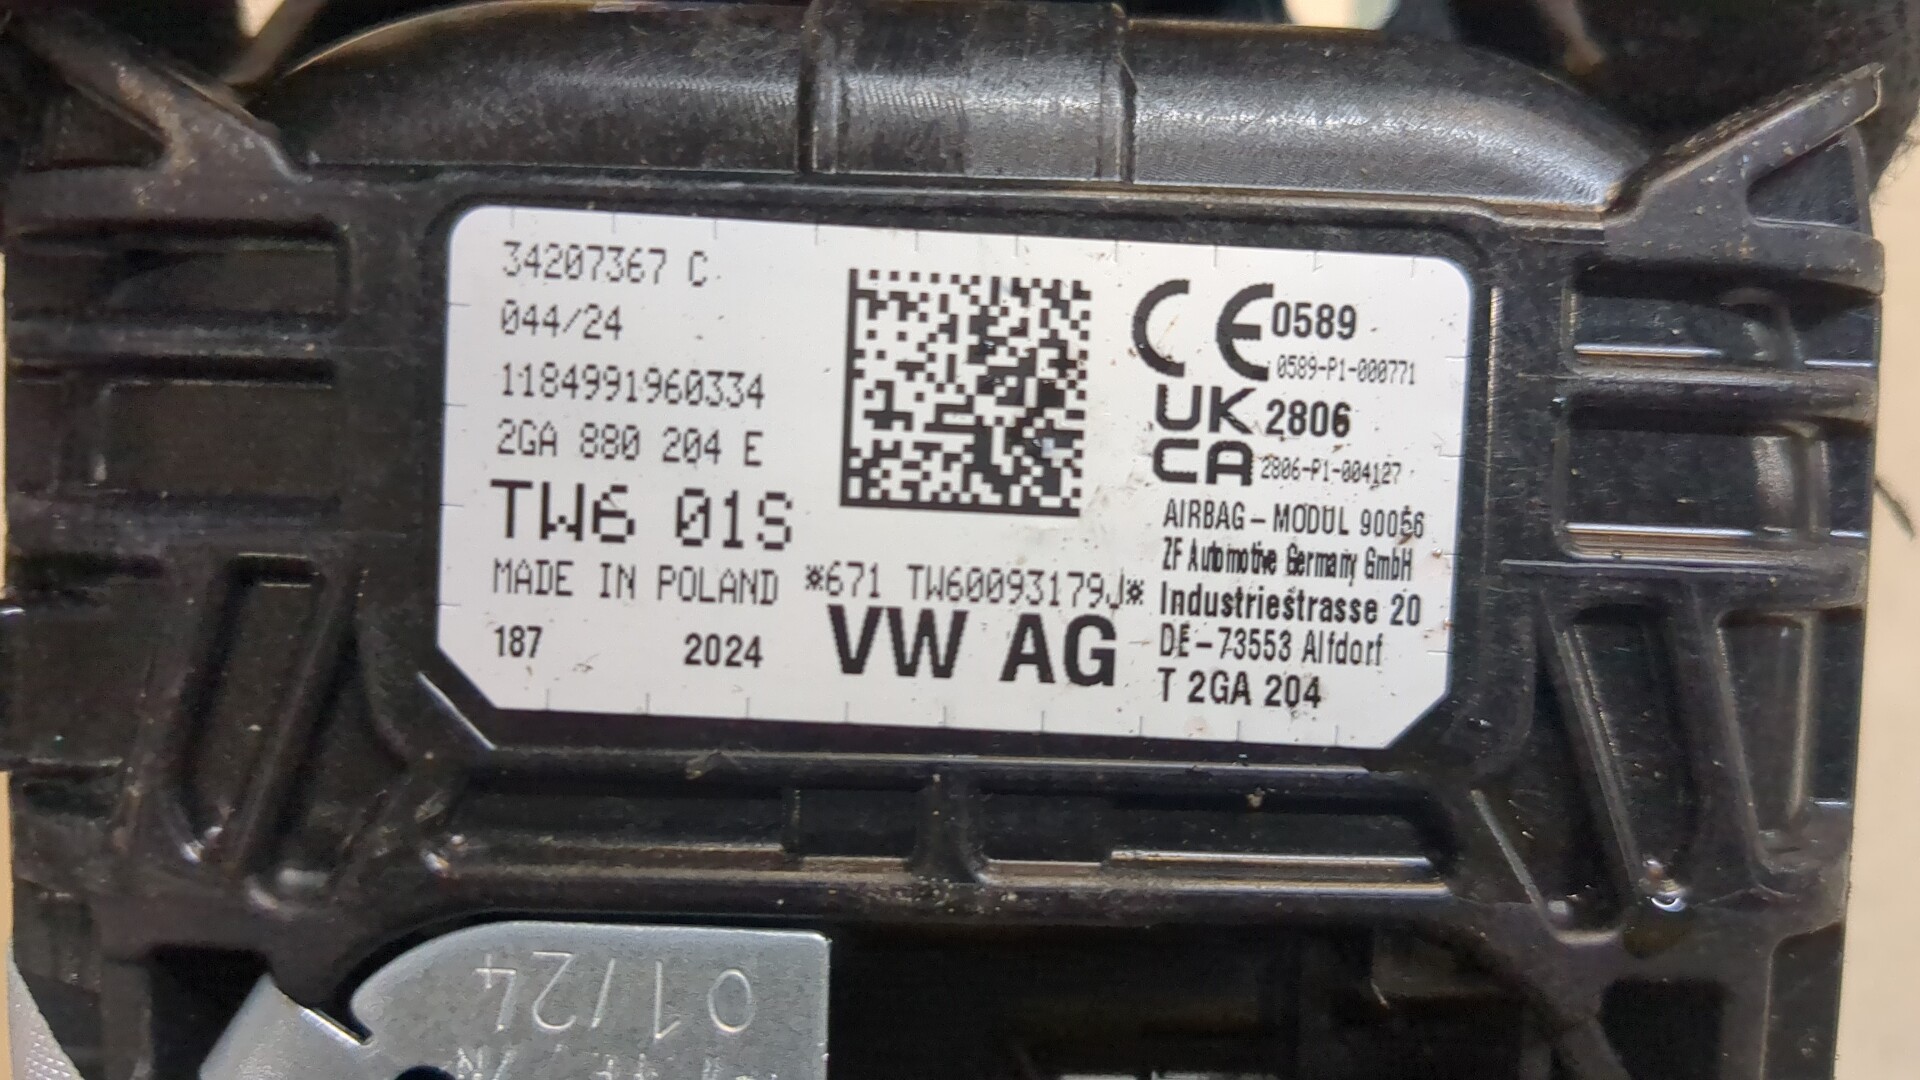 34207367 C
044/24
1184991960334
2GA 880 204 E
TW6 01S
MADE IN POLAND *671 TW60093179J*
187 2024 VW AG
CE 0589
0589-P1-000771
UK 2806
CA 2806-P1-004127
AIRBAG-MODUL 90056
ZF Automotive Germany GmbH
Industriestrasse 20
DE-73553 Alfdorf
T 2GA 204
01/24